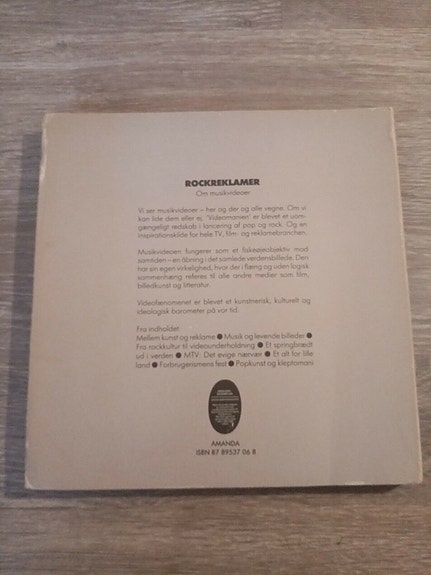 ROCKREKLAMER
Om musikvideoer
Vi ser musikvideoer – her og der og alle vegne. Om vi
kan lide dem eller ej. 'Videomanien' er blevet et uom-
gængeligt redskab i lancering af pop og rock. Og en
inspirationskilde for hele TV, film- og reklamebranchen.
Musikvideoen fungerer som et fiskeøjeobjektiv mod
samtiden – en åbning i det samlede verdensbillede. Den
har sin egen virkelighed, hvor der i flæng og uden logisk
sammenhæng referes til alle andre medier som film,
billedkunst og litteratur.
Videofænomenet er blevet et kunstnerisk, kulturelt og
ideologisk barometer på vor tid.
Fra indholdet:
Mellem kunst og reklame ● Musik og levende billeder ●
Fra rockkultur til videounderholdning ● Et springbrædt
ud i verden ● MTV: Det evige nærvær ● Et alt for lille
land ● Forbrugerismens fest ● Popkunst og kleptomani
AMANDA
ISBN 87 89537 06 8